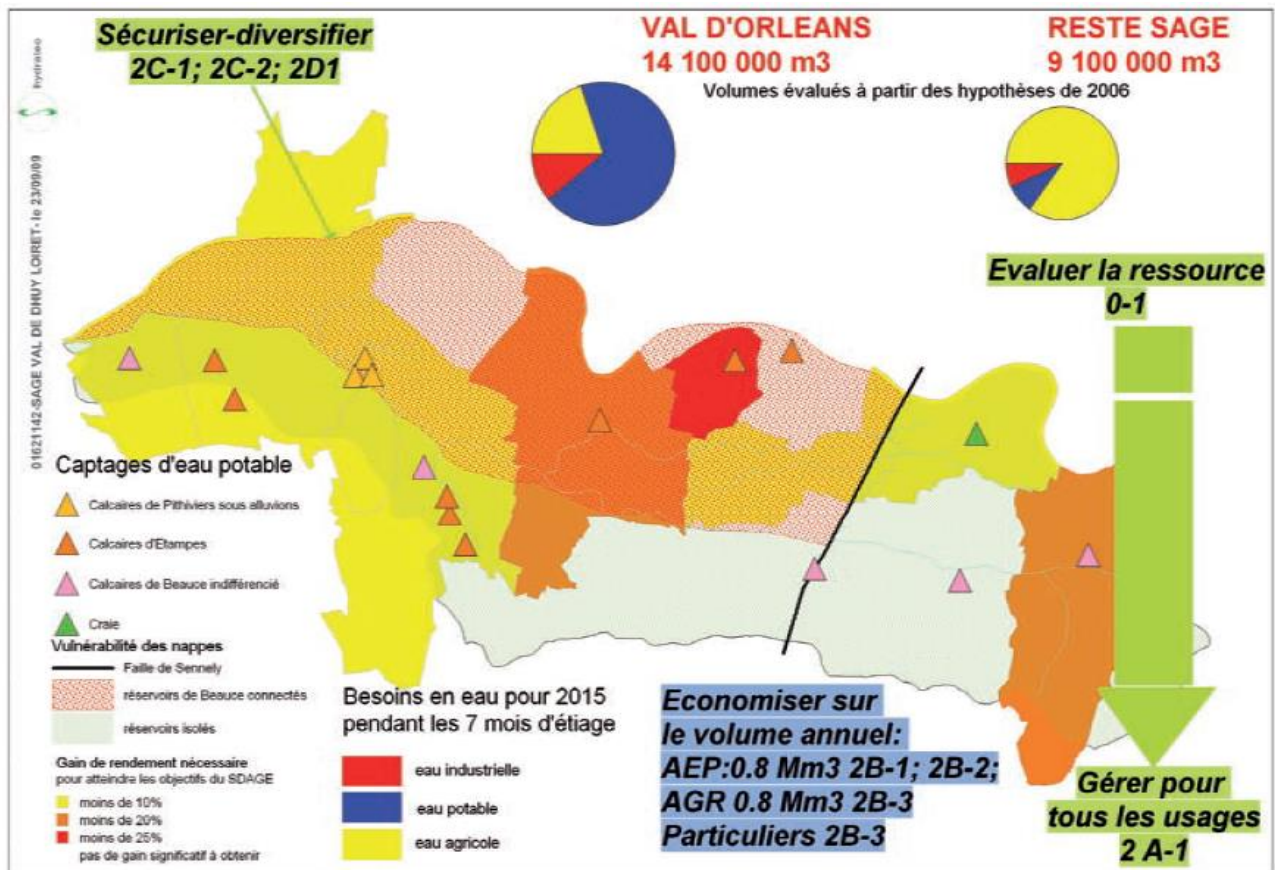 Sécuriser-diversifier
2C-1; 2C-2; 2D1
VAL D'ORLEANS
14 100 000 m3
RESTE SAGE
9 100 000 m3
Volumes évalués à partir des hypothèses de 2006
hydratec
01621142-SAGE VAL DE DHUY LOIRET- le 23/09/09
Evaluer la ressource
0-1
Captages d'eau potable
Calcaires de Pithiviers sous alluvions
Calcaires d'Etampes
Calcaires de Beauce indifférencié
Craie
Vulnérabilité des nappes
Faille de Sennely
réservoirs de Beauce connectés
réservoirs isolés
Gain de rendement nécessaire
pour atteindre les objectifs du SDAGE
moins de 10%
moins de 20%
moins de 25%
pas de gain significatif à obtenir
Besoins en eau pour 2015
pendant les 7 mois d'étiage
eau industrielle
eau potable
eau agricole
Economiser sur
le volume annuel:
AEP:0.8 Mm3 2B-1; 2B-2;
AGR 0.8 Mm3 2B-3
Particuliers 2B-3
Gérer pour
tous les usages
2 A-1